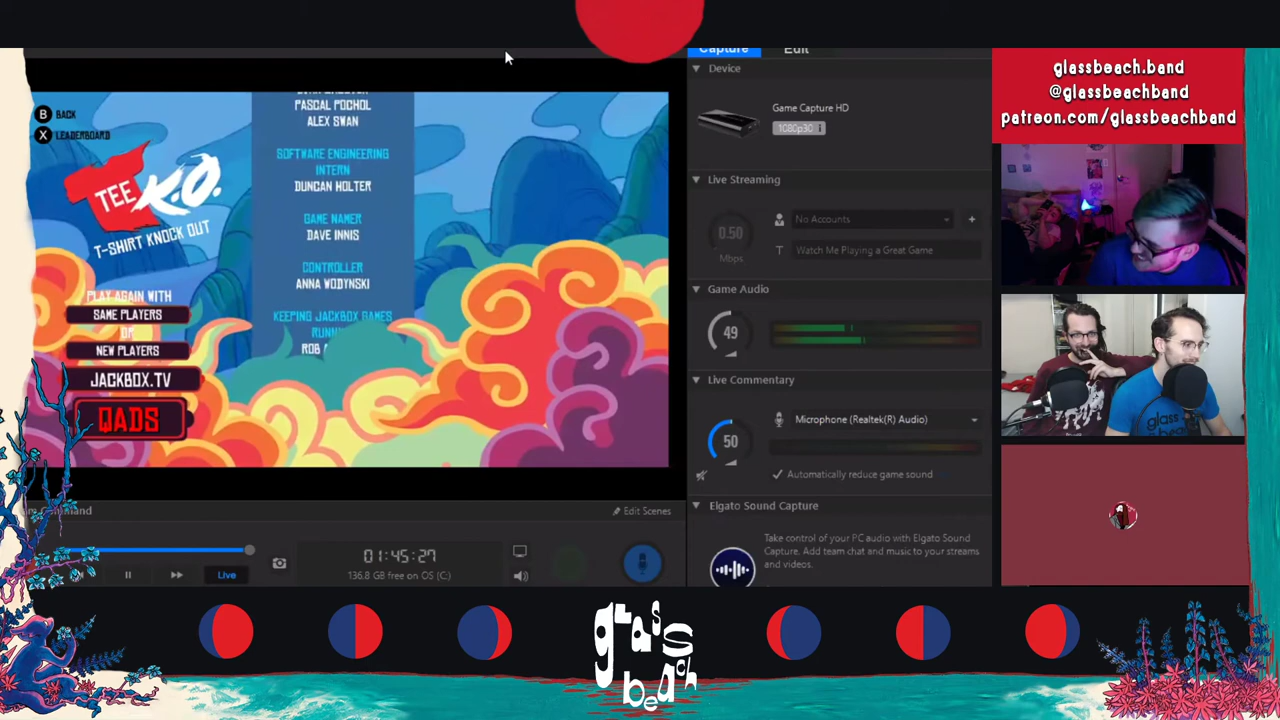 glassbeach.band
@glassbeachband
patreon.com/glassbeachband
Capture
Edit
Device
Game Capture HD
1080p30
Live Streaming
0.50
Mbps
No Accounts
Watch Me Playing a Great Game
Game Audio
49
Live Commentary
50
Microphone (Realtek(R) Audio)
Automatically reduce game sound
Elgato Sound Capture
Take control of your PC audio with Elgato Sound
Capture. Add team chat and music to your streams
and videos.
B BACK
X LEADERBOARD
TEE K.O.
T-SHIRT KNOCK OUT
PLAY AGAIN WITH
SAME PLAYERS
OR
NEW PLAYERS
JACKBOX.TV
QADS
PASCAL POCHOL
ALEX SWAN
SOFTWARE ENGINEERING
INTERN
DUNCAN HOLTER
GAME NAMER
DAVE INNIS
CONTROLLER
ANNA WODYNSKI
KEEPING JACKBOX GAMES
ROB
Edit Scenes
01:45:27
136.8 GB free on OS (C:)
Live
glass
beach
glass
beach